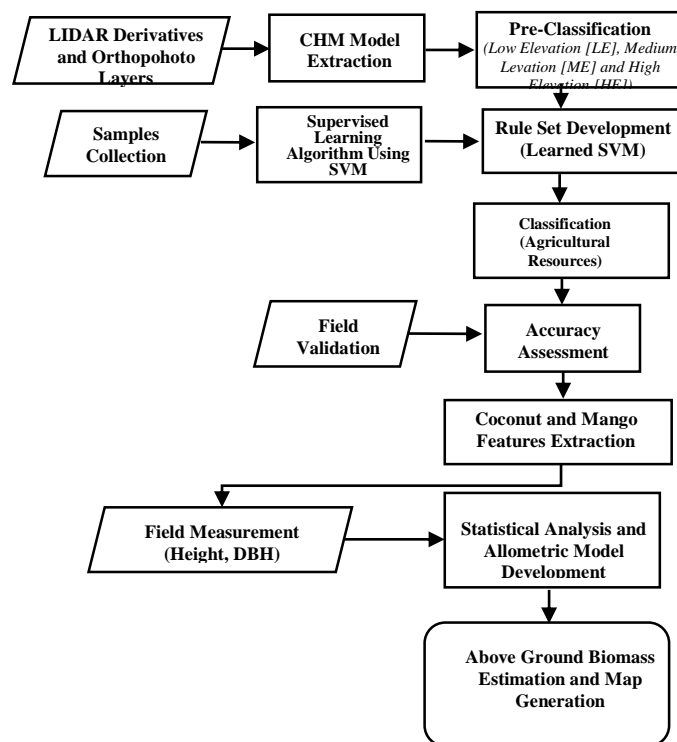 LIDAR Derivatives
and Orthopohoto
Layers
CHM Model
Extraction
Pre-Classification
(Low Elevation [LE], Medium
Levation [ME] and High
Elevation [HE])
Samples
Collection
Supervised
Learning
Algorithm Using
SVM
Rule Set Development
(Learned SVM)
Classification
(Agricultural
Resources)
Field
Validation
Accuracy
Assessment
Coconut and Mango
Features Extraction
Field Measurement
(Height, DBH)
Statistical Analysis and
Allometric Model
Development
Above Ground Biomass
Estimation and Map
Generation